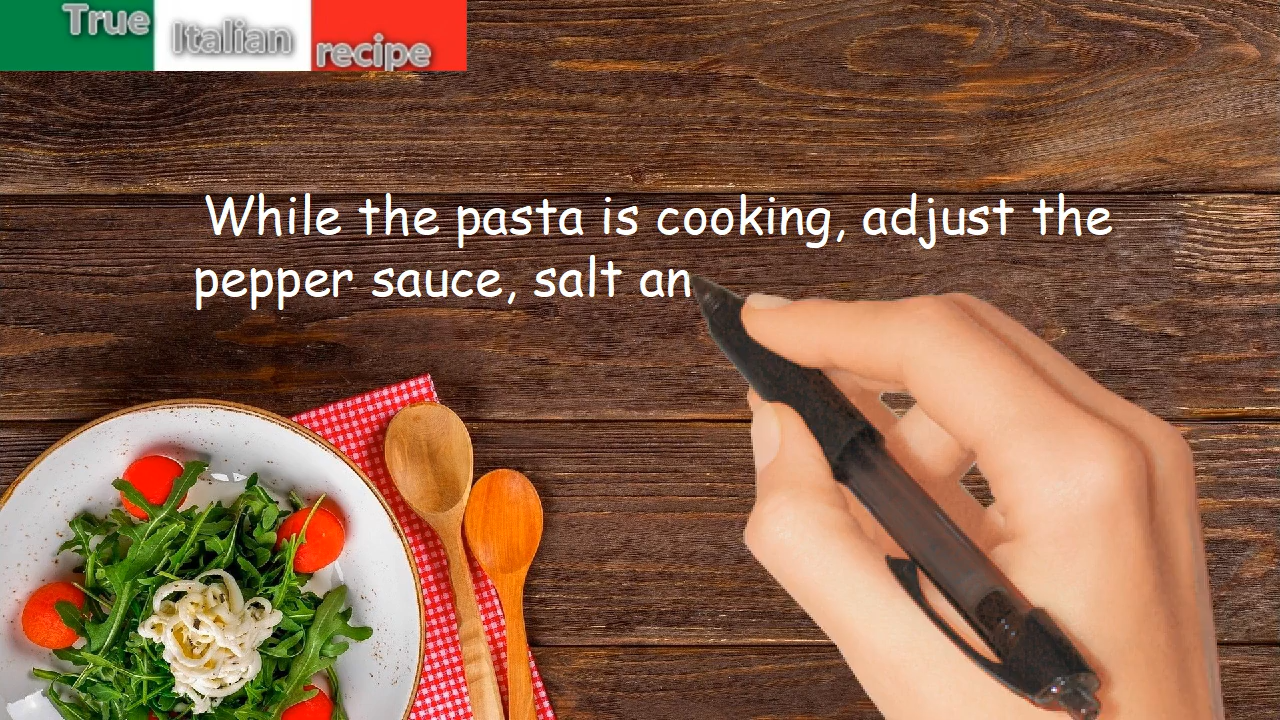 True Italian recipe
While the pasta is cooking, adjust the
pepper sauce, salt an